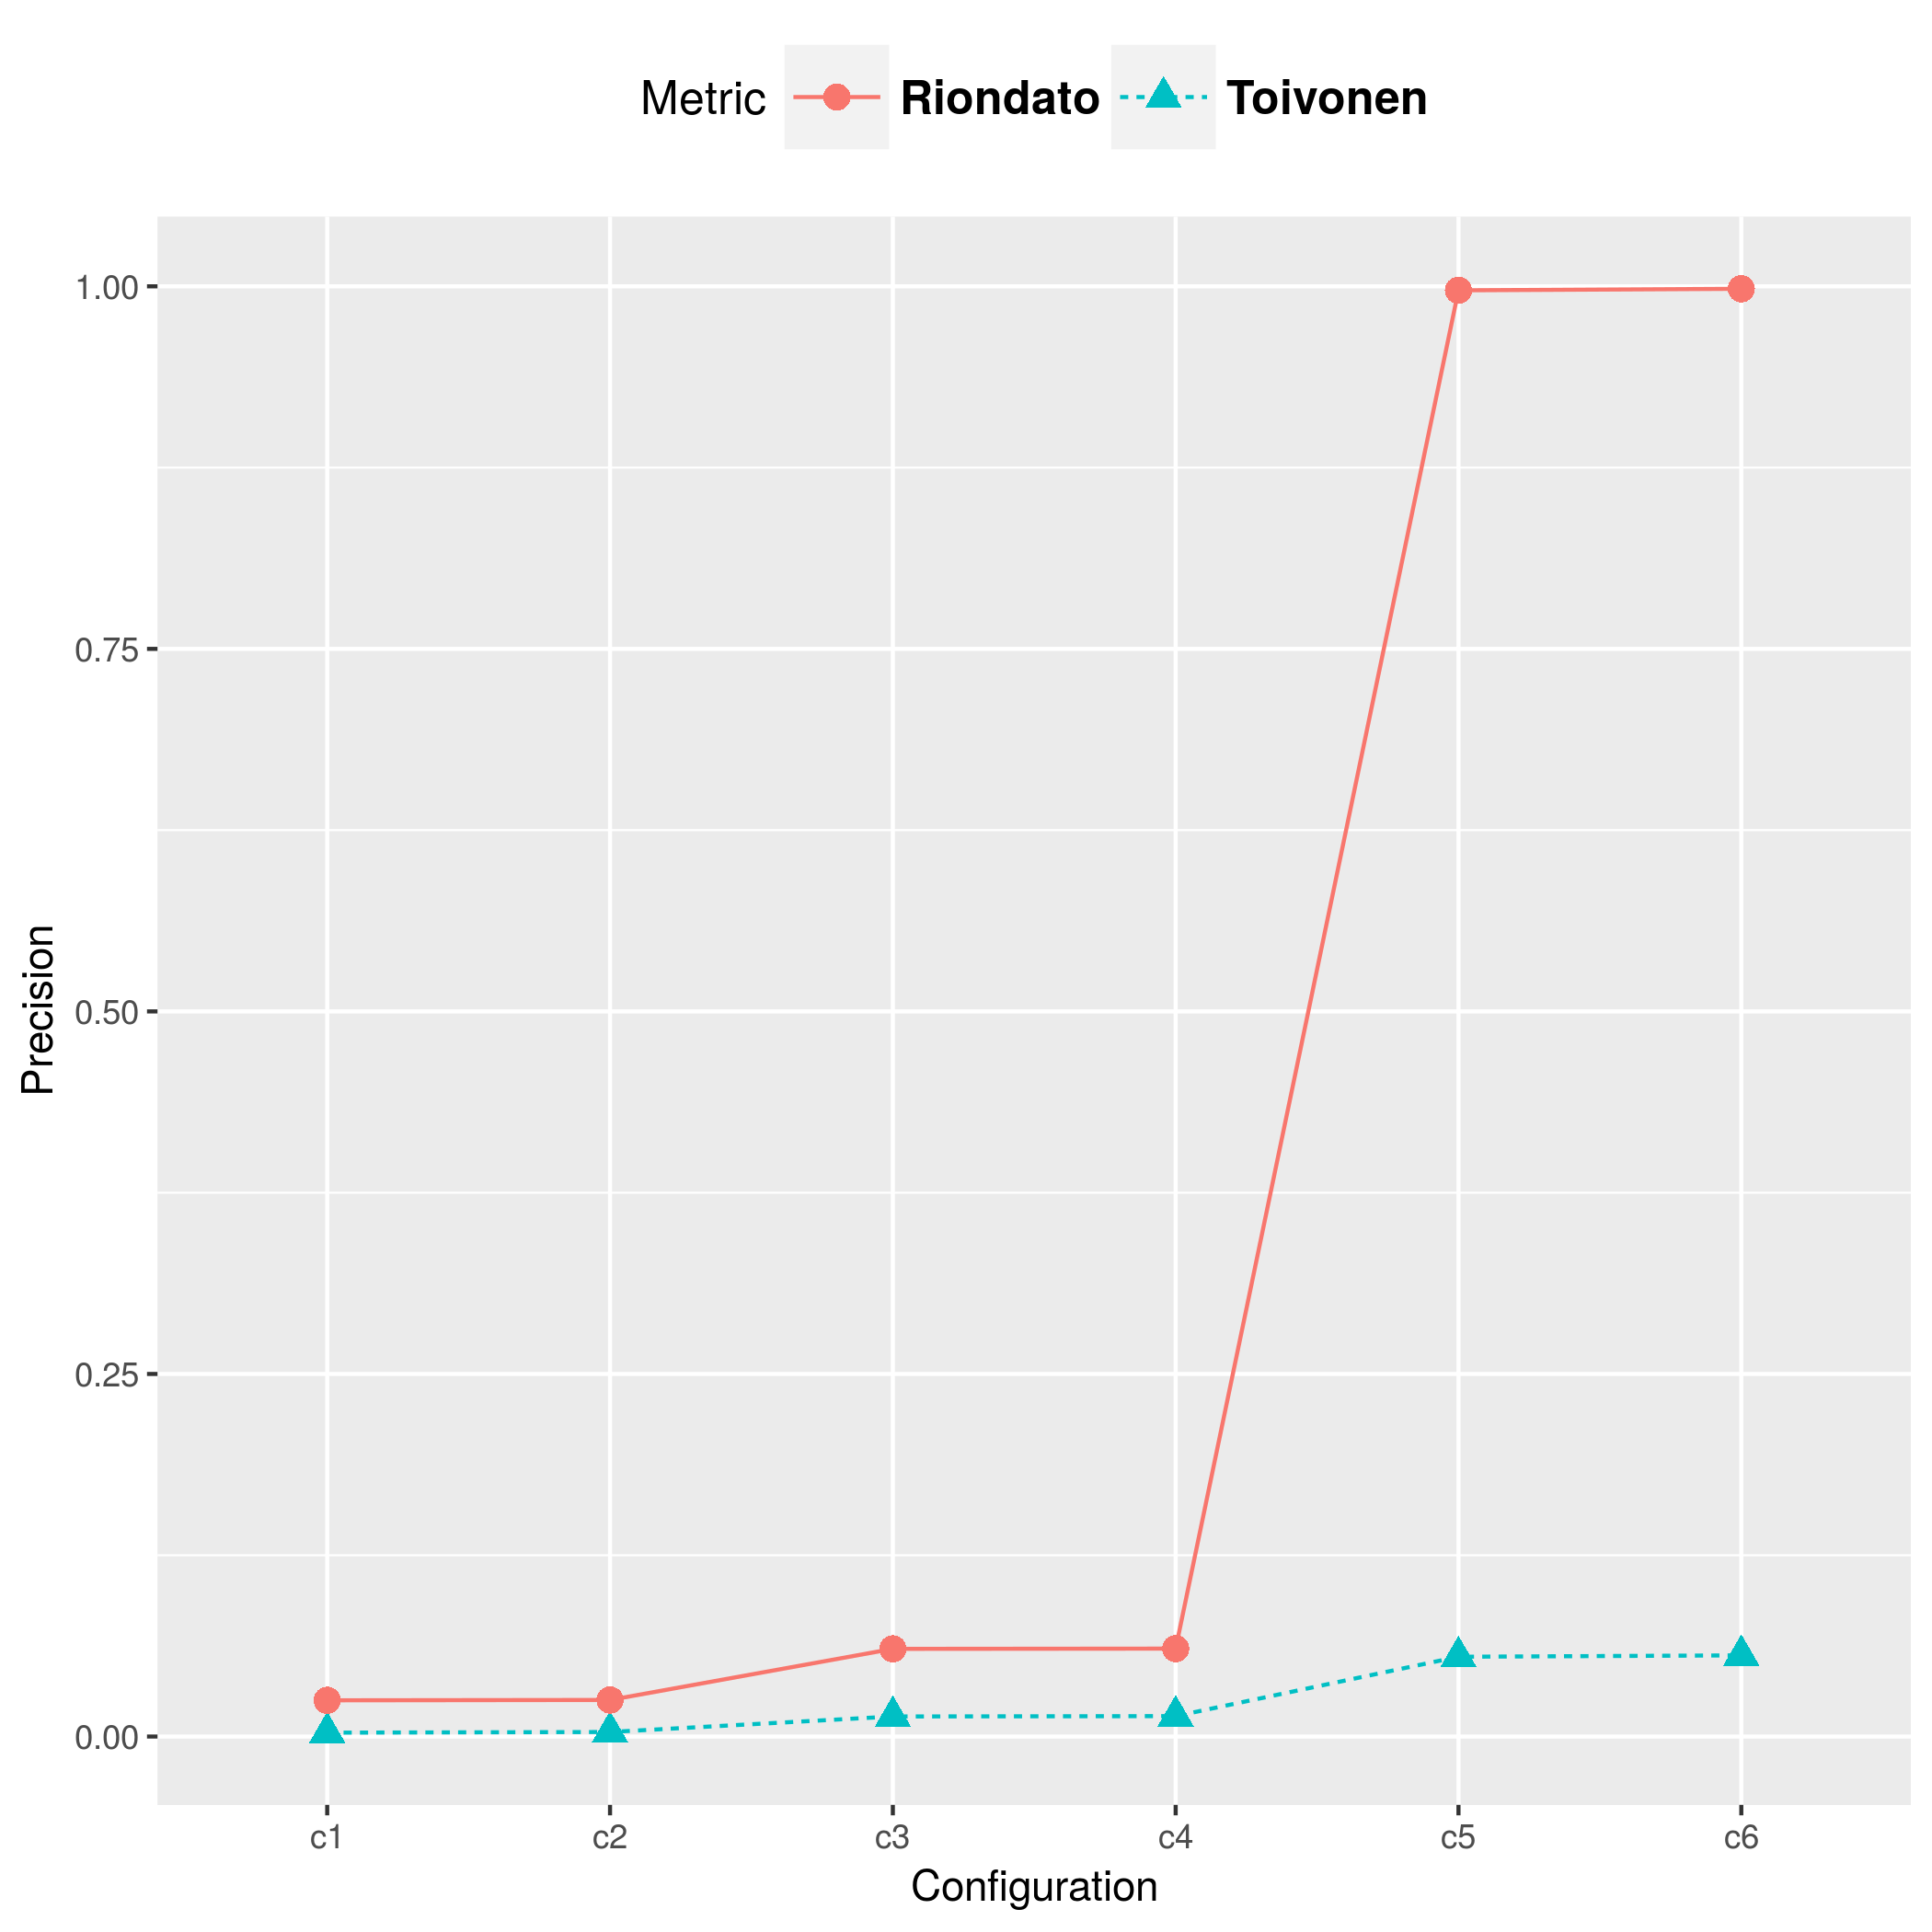 Metric Riondato Toivonen
1.00
0.75
0.50
0.25
0.00
Precision
c1 c2 c3 c4 c5 c6
Configuration